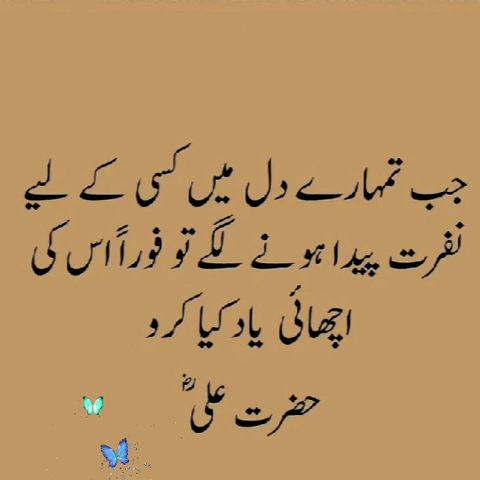 جب تمہارے دل میں کسی کے لیے
نفرت پیدا ہونے لگے تو فوراً اس کی
اچھائی یاد کیا کرو
حضرت علیؓ